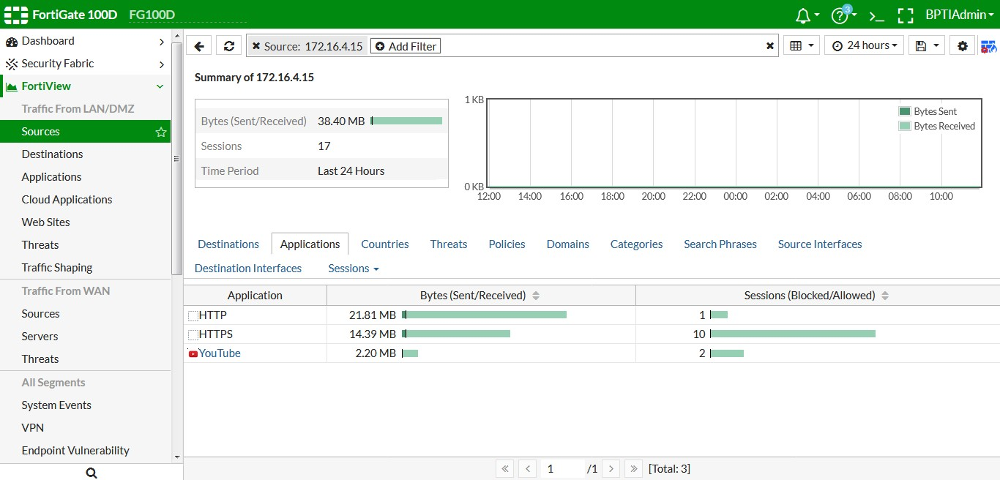 FortiGate 100D FG100D 3 >_ BPTIAdmin
Dashboard
Security Fabric
FortiView
Traffic From LAN/DMZ
Sources
Destinations
Applications
Cloud Applications
Web Sites
Threats
Traffic Shaping
Traffic From WAN
Sources
Servers
Threats
All Segments
System Events
VPN
Endpoint Vulnerability
Source: 172.16.4.15 Add Filter 24 hours
Summary of 172.16.4.15
Bytes (Sent/Received) 38.40 MB
Sessions 17
Time Period Last 24 Hours
1 KB
Bytes Sent
Bytes Received
0 KB
12:00 14:00 16:00 18:00 20:00 22:00 00:00 02:00 04:00 06:00 08:00 10:00
Destinations Applications Countries Threats Policies Domains Categories Search Phrases Source Interfaces
Destination Interfaces Sessions
Application Bytes (Sent/Received) Sessions (Blocked/Allowed)
HTTP 21.81 MB 1
HTTPS 14.39 MB 10
YouTube 2.20 MB 2
« < 1 /1 > » [Total: 3]